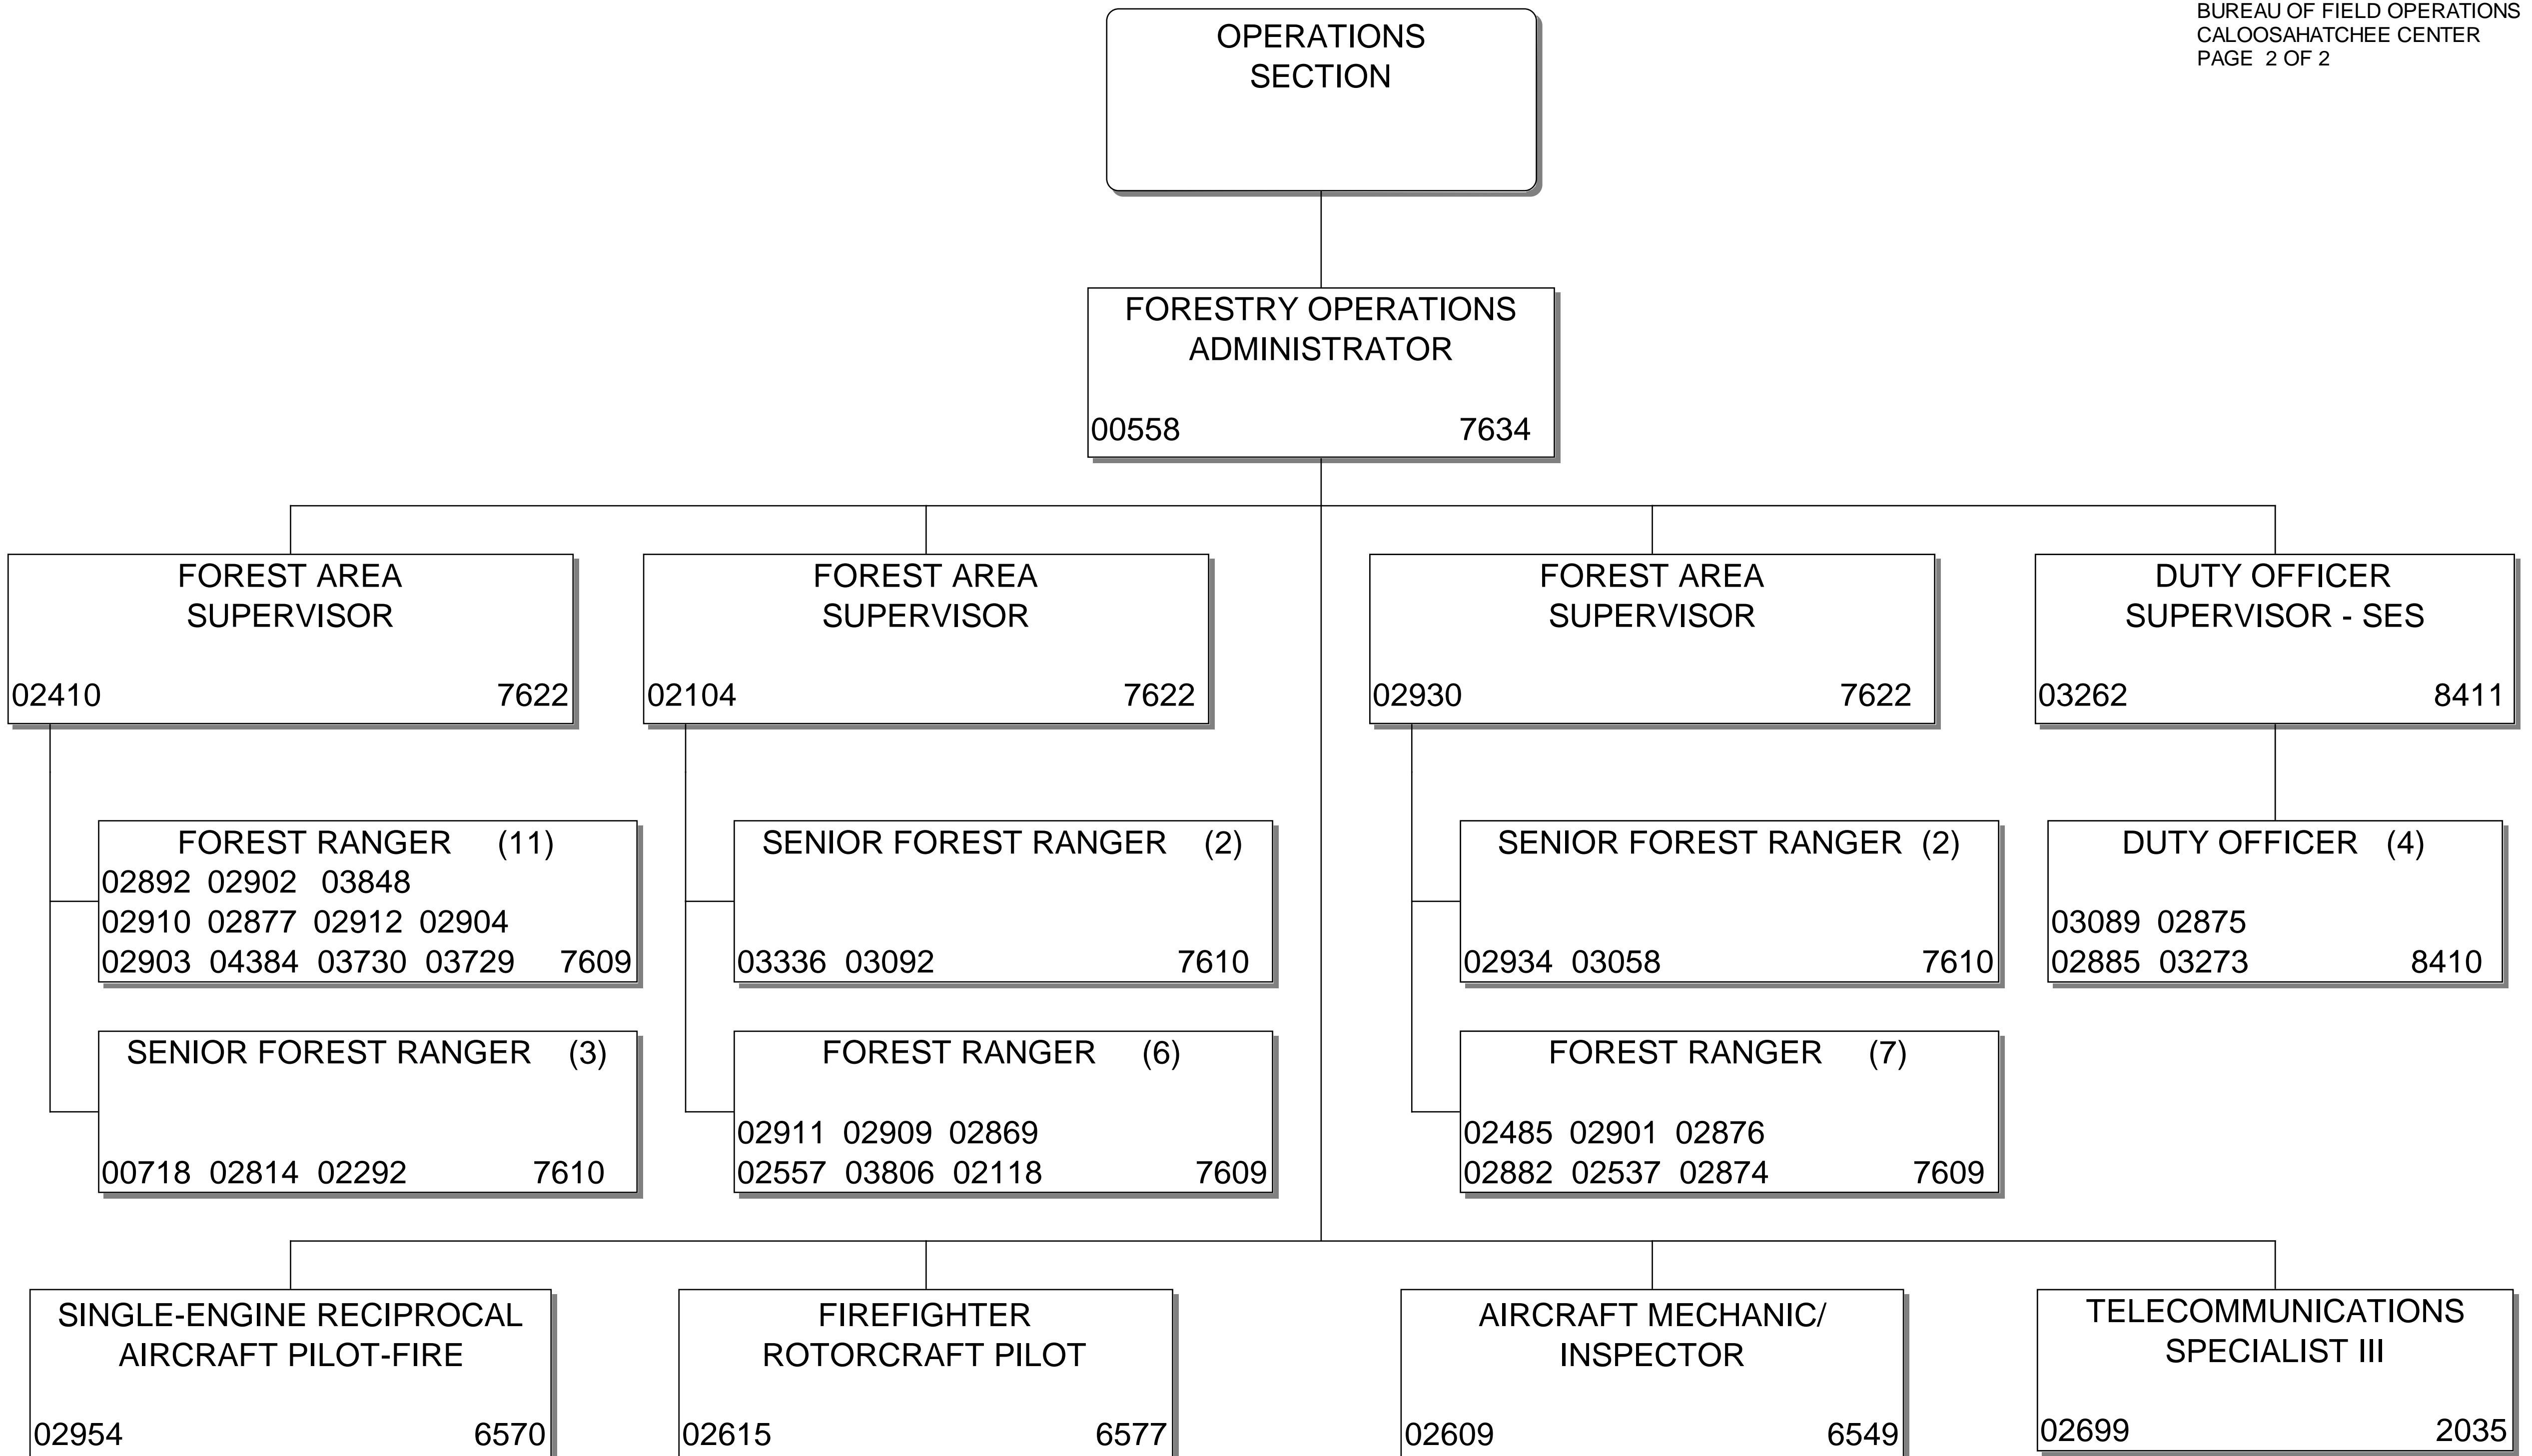 BUREAU OF FIELD OPERATIONS
CALOOSAHATCHEE CENTER
PAGE 2 OF 2
OPERATIONS
SECTION
FORESTRY OPERATIONS
ADMINISTRATOR
00558 7634
FOREST AREA
SUPERVISOR
02410 7622
FOREST AREA
SUPERVISOR
02104 7622
FOREST AREA
SUPERVISOR
02930 7622
DUTY OFFICER
SUPERVISOR - SES
03262 8411
FOREST RANGER (11)
02892 02902 03848
02910 02877 02912 02904
02903 04384 03730 03729 7609
SENIOR FOREST RANGER (3)
00718 02814 02292 7610
SENIOR FOREST RANGER (2)
03336 03092 7610
FOREST RANGER (6)
02911 02909 02869
02557 03806 02118 7609
SENIOR FOREST RANGER (2)
02934 03058 7610
FOREST RANGER (7)
02485 02901 02876
02882 02537 02874 7609
DUTY OFFICER (4)
03089 02875
02885 03273 8410
SINGLE-ENGINE RECIPROCAL
AIRCRAFT PILOT-FIRE
02954 6570
FIREFIGHTER
ROTORCRAFT PILOT
02615 6577
AIRCRAFT MECHANIC/
INSPECTOR
02609 6549
TELECOMMUNICATIONS
SPECIALIST III
02699 2035